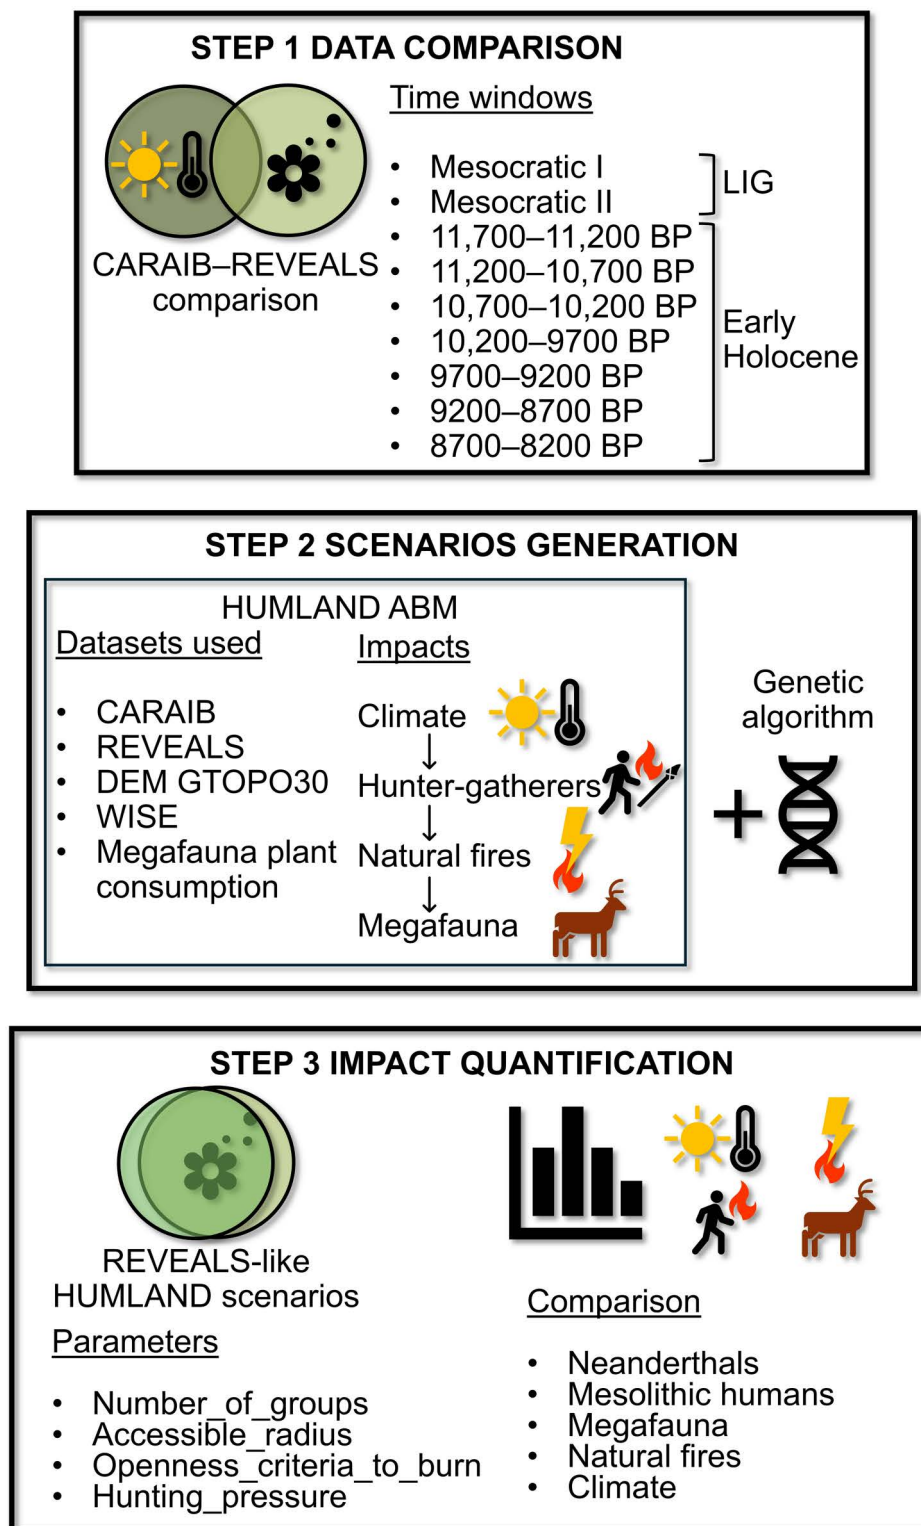 STEP 1 DATA COMPARISON
CARAIB–REVEALS
comparison
Time windows
• Mesocratic I
• Mesocratic II
LIG
• 11,700–11,200 BP
• 11,200–10,700 BP
• 10,700–10,200 BP
• 10,200–9700 BP
• 9700–9200 BP
• 9200–8700 BP
• 8700–8200 BP
Early
Holocene
STEP 2 SCENARIOS GENERATION
HUMLAND ABM
Datasets used
• CARAIB
• REVEALS
• DEM GTOPO30
• WISE
• Megafauna plant
consumption
Impacts
Climate
Hunter-gatherers
Natural fires
Megafauna
+
Genetic
algorithm
STEP 3 IMPACT QUANTIFICATION
REVEALS-like
HUMLAND scenarios
Parameters
• Number_of_groups
• Accessible_radius
• Openness_criteria_to_burn
• Hunting_pressure
Comparison
• Neanderthals
• Mesolithic humans
• Megafauna
• Natural fires
• Climate